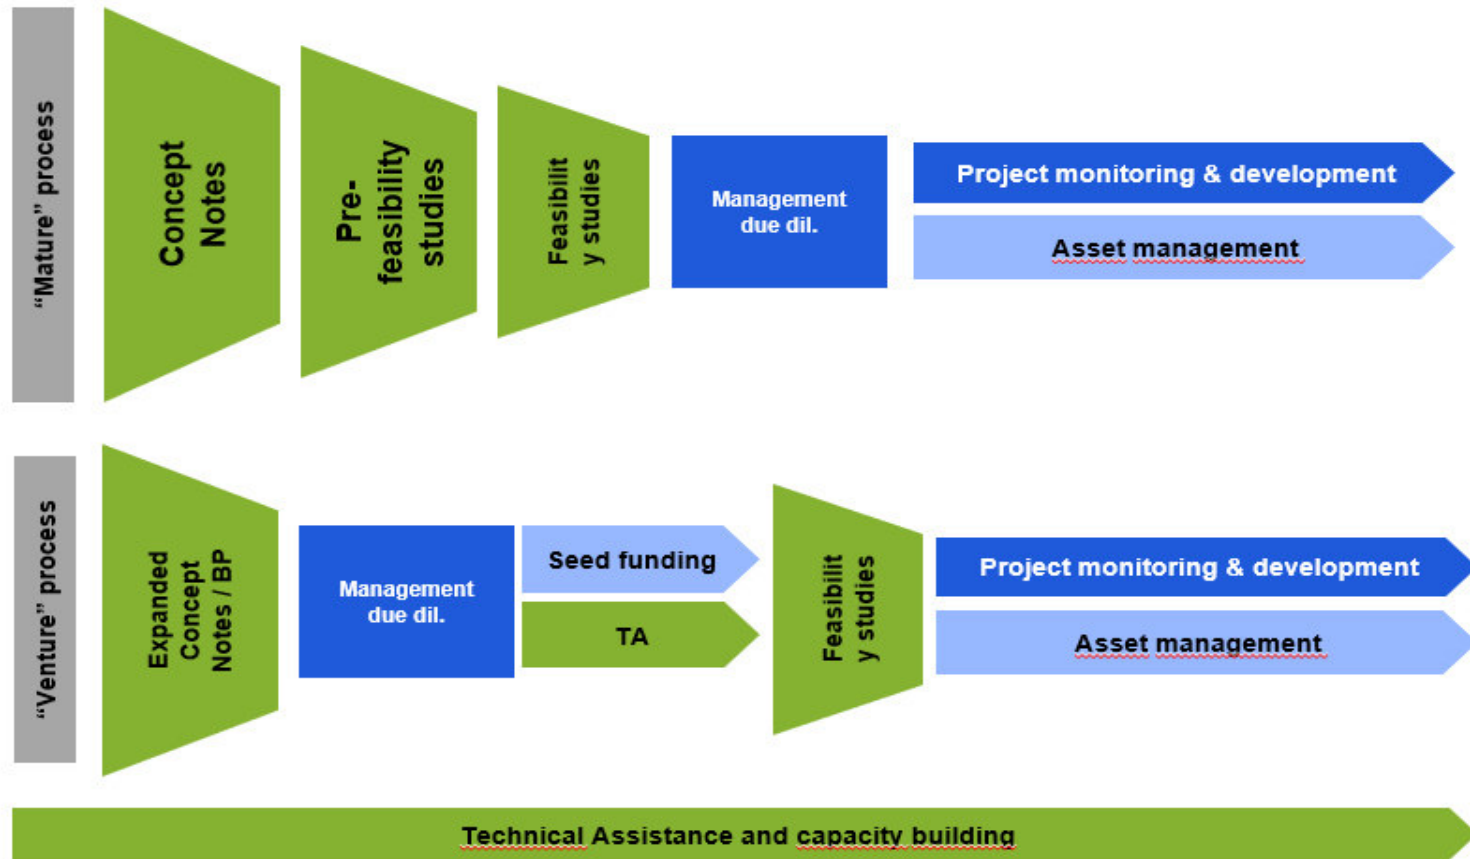 “Mature” process
Concept
Notes
Pre-
feasibility
studies
Feasibilit
y studies
Management
due dil.
Project monitoring & development
Asset management
“Venture” process
Expanded
Concept
Notes / BP
Management
due dil.
Seed funding
TA
Feasibilit
y studies
Project monitoring & development
Asset management
Technical Assistance and capacity building